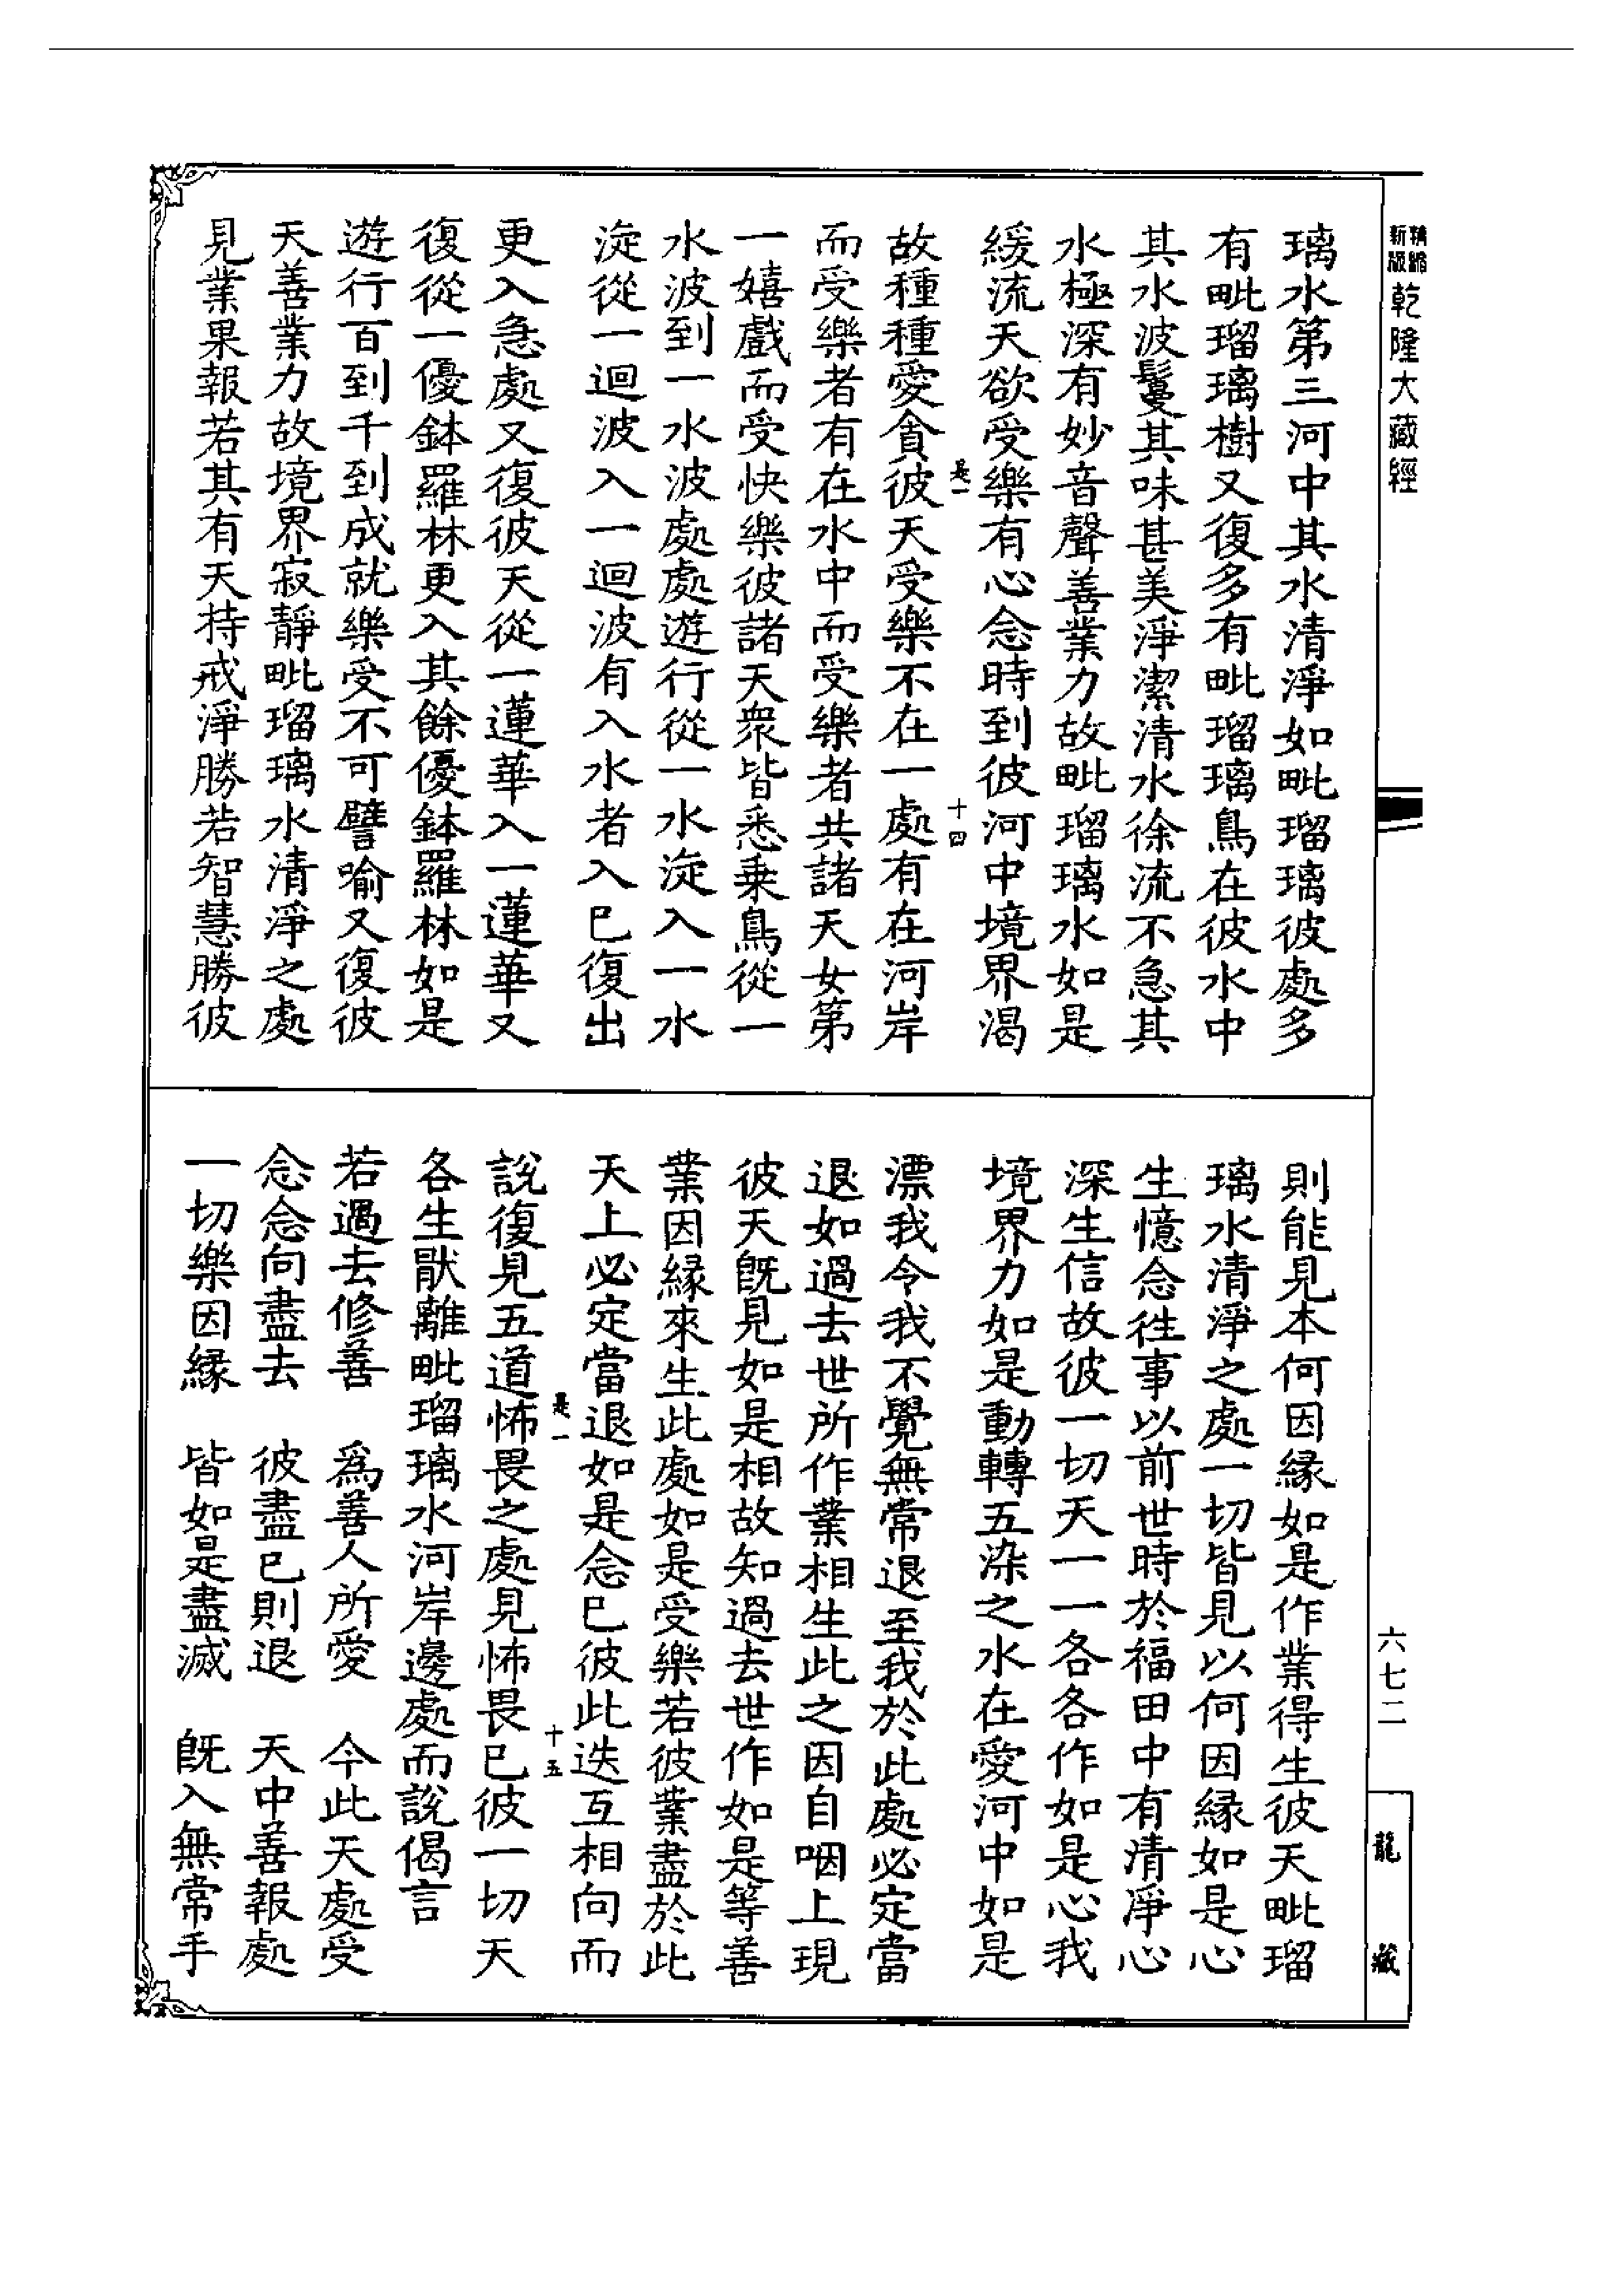 精縮新版乾隆大藏經
璃水第三河中其水清淨如毗瑠璃彼處多
有毗瑠璃樹又復多有毗瑠璃鳥在彼水中
其水波鬘其味甚美淨潔清水徐流不急其
水極深有妙音聲善業力故毗瑠璃水如是
緩流天欲受樂有心念時到彼河中境界渴
是一
十四
故種種愛貪彼天受樂不在一處有在河岸
而受樂者有在水中而受樂者共諸天女第
一嬉戲而受快樂彼諸天眾皆悉乗鳥從一
水波到一水波處處遊行從一水淀入一水
淀從一迴波入一迴波有入水者入已復出
更入急處又復彼天從一蓮華入一蓮華又
復從一優鉢羅林更入其餘優鉢羅林如是
遊行百到千到成就樂受不可譬喻又復彼
天善業力故境界寂靜毗瑠璃水清淨之處
見業果報若其有天持戒淨勝若智慧勝彼
則能見本何因緣如是作業得生彼天毗瑠
璃水清淨之處一切皆見以何因緣如是心
生憶念徃事以前世時於福田中有清淨心
深生信故彼一切天一一各各作如是心我
境界力如是動轉五染之水在愛河中如是
漂我令我不覺無常退至我於此處必定當
退如過去世所作業相生此之因自咽上現
彼天旣見如是相故知過去世作如是等善
業因緣來生此處如是受樂若彼業盡於此
天上必定當退如是念已彼此迭互相向而
是一
十五
說復見五道怖畏之處見怖畏已彼一切天
各生猒離毗瑠璃水河岸邊處而說偈言
若過去修善　爲善人所愛　今此天處受
念念向盡去　彼盡已則退　天中善報處
一切樂因緣　皆如是盡滅　旣入無常手
六七二
龍藏